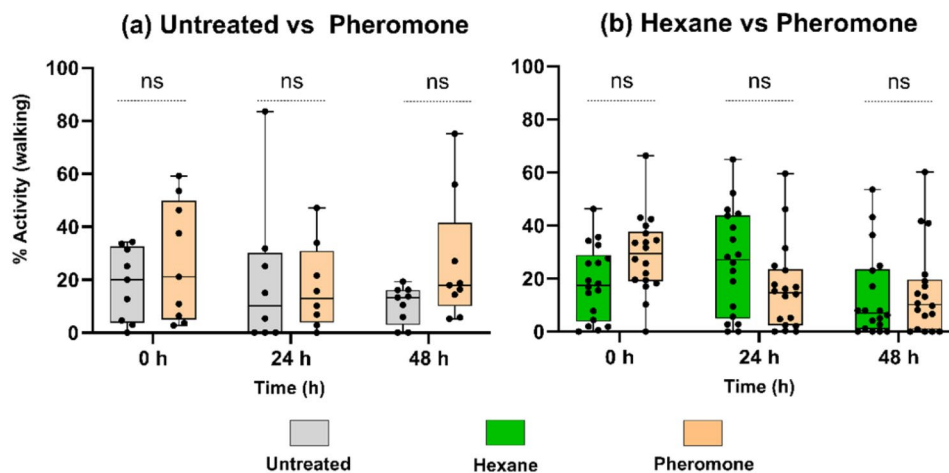 (a) Untreated vs Pheromone
(b) Hexane vs Pheromone
% Activity (walking)
100
80
60
40
20
0
ns
ns
ns
0 h
24 h
48 h
Time (h)
100
80
60
40
20
0
ns
ns
ns
0 h
24 h
48 h
Time (h)
Untreated
Hexane
Pheromone